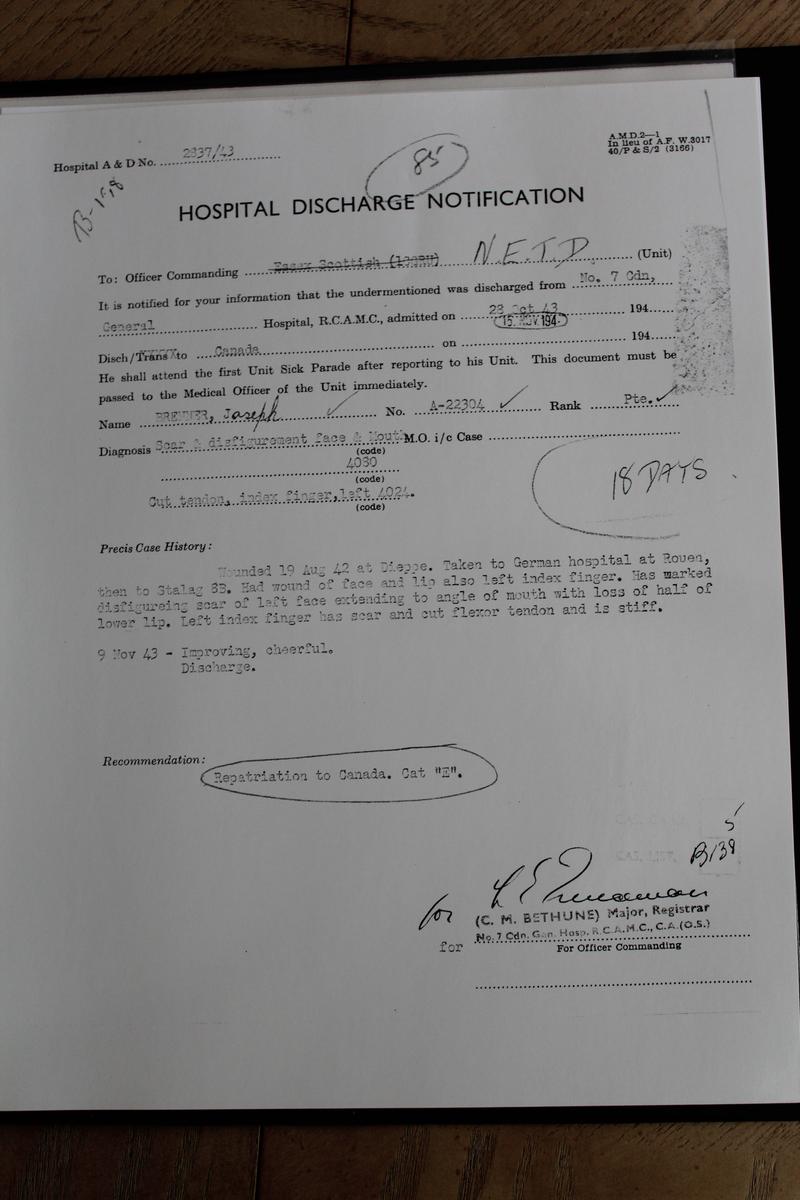 A.M.D.2—1
In lieu of A.F. W.3017
40/P & S/2 (3166)
Hospital A & D No. 2837/43
85
HOSPITAL DISCHARGE NOTIFICATION
To: Officer Commanding Essex Scottish N.E.T.D (Unit)
It is notified for your information that the undermentioned was discharged from No. 7 Cdn,
General Hospital, R.C.A.M.C., admitted on 28 Oct 43 194
15 NOV 194
Disch/Trans to Canada on 194
He shall attend the first Unit Sick Parade after reporting to his Unit. This document must be
passed to the Medical Officer of the Unit immediately.
Name Joseph No. A-22304 Rank Pte.
Diagnosis Scar & disfigurement face & Mouth M.O. i/c Case
(code)
4030
(code)
Cut tendon, index finger, left 4024.
(code)
18 DAYS
Precis Case History:
Wounded 19 Aug 42 at Dieppe. Taken to German hospital at Rouen,
then to Stalag 8B. Had wound of face and lip also left index finger. Has marked
disfigureing scar of left face extending to angle of mouth with loss of half of
lower lip. Left index finger has scar and cut flexor tendon and is stiff.
9 Nov 43 - Improving, cheerful.
Discharge.
Recommendation:
Repatriation to Canada. Cat "E".
5
B139
for
(C. M. BETHUNE) Major, Registrar
No. 7 Cdn. Gen. Hosp. R.C.A.M.C., C.A.(O.S.)
for For Officer Commanding